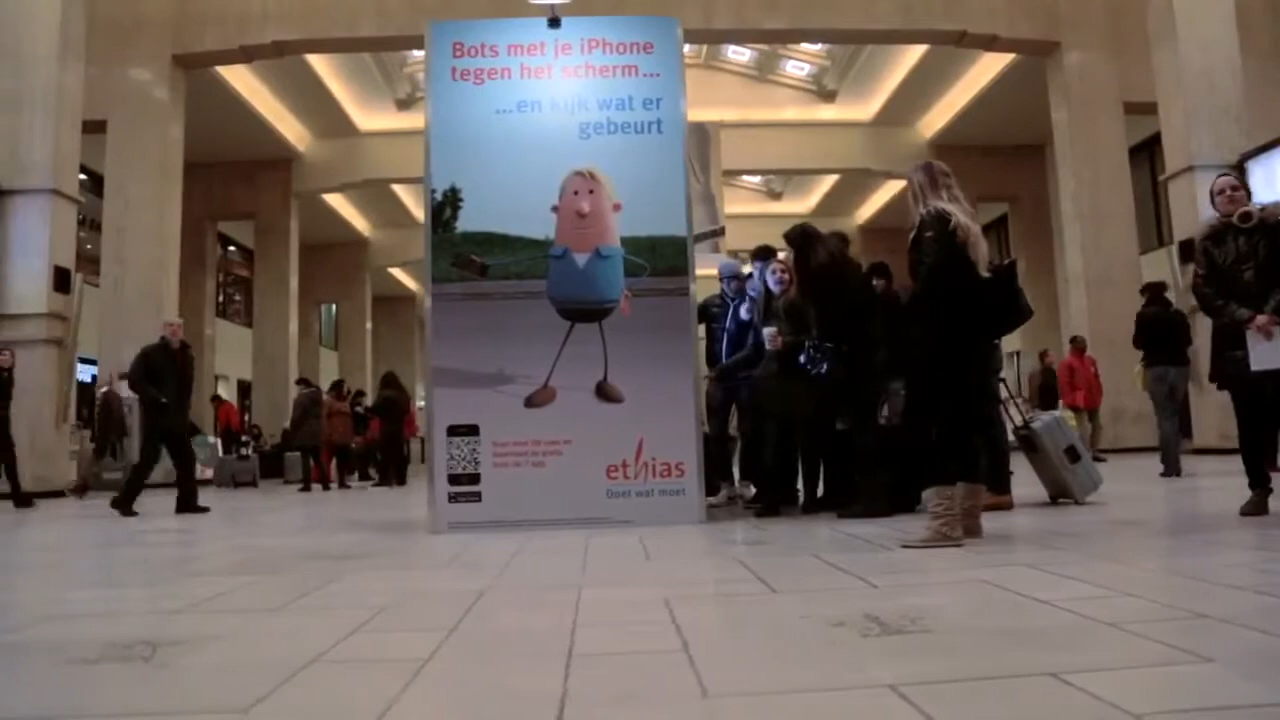 Bots met je iPhone
tegen het scherm...
...en kijk wat er
gebeurt
ethias
Doet wat moet